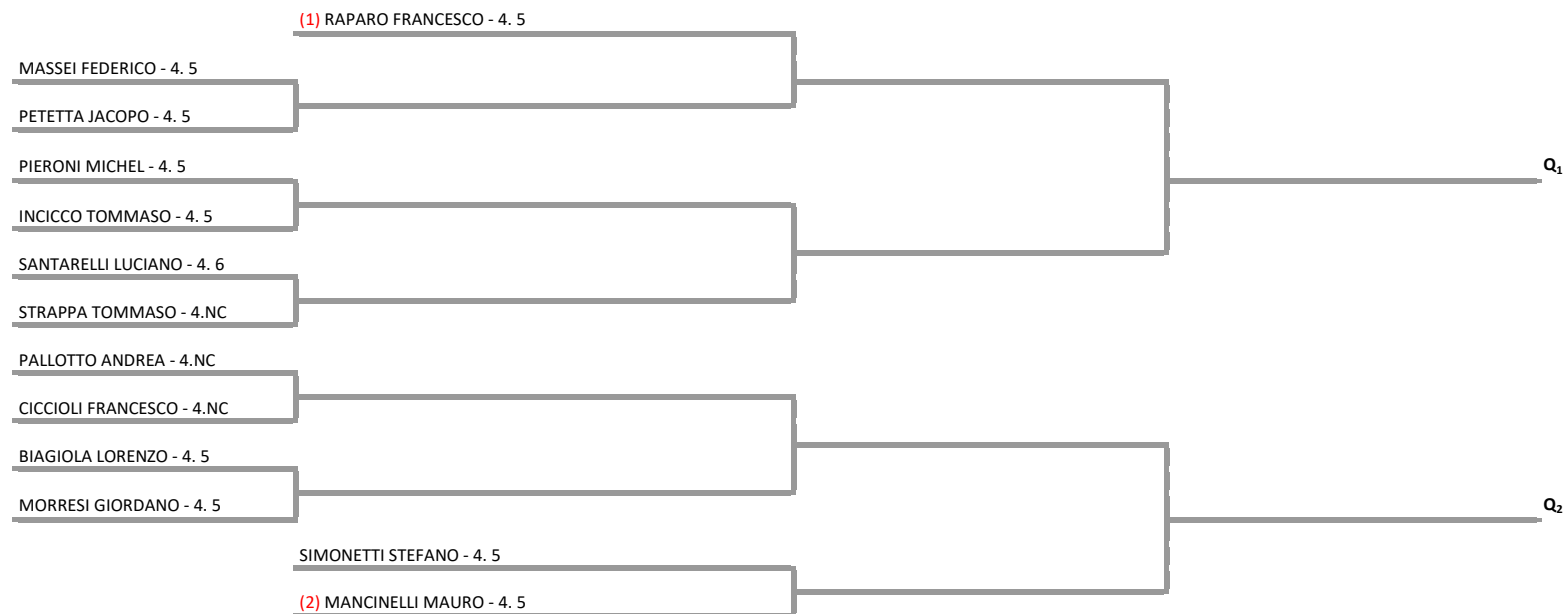 (1) RAPARO FRANCESCO - 4. 5
MASSEI FEDERICO - 4. 5
PETETTA JACOPO - 4. 5
PIERONI MICHEL - 4. 5
Q1
INCICCO TOMMASO - 4. 5
SANTARELLI LUCIANO - 4. 6
STRAPPA TOMMASO - 4.NC
PALLOTTO ANDREA - 4.NC
CICCIOLI FRANCESCO - 4.NC
BIAGIOLA LORENZO - 4. 5
MORRESI GIORDANO - 4. 5
Q2
SIMONETTI STEFANO - 4. 5
(2) MANCINELLI MAURO - 4. 5